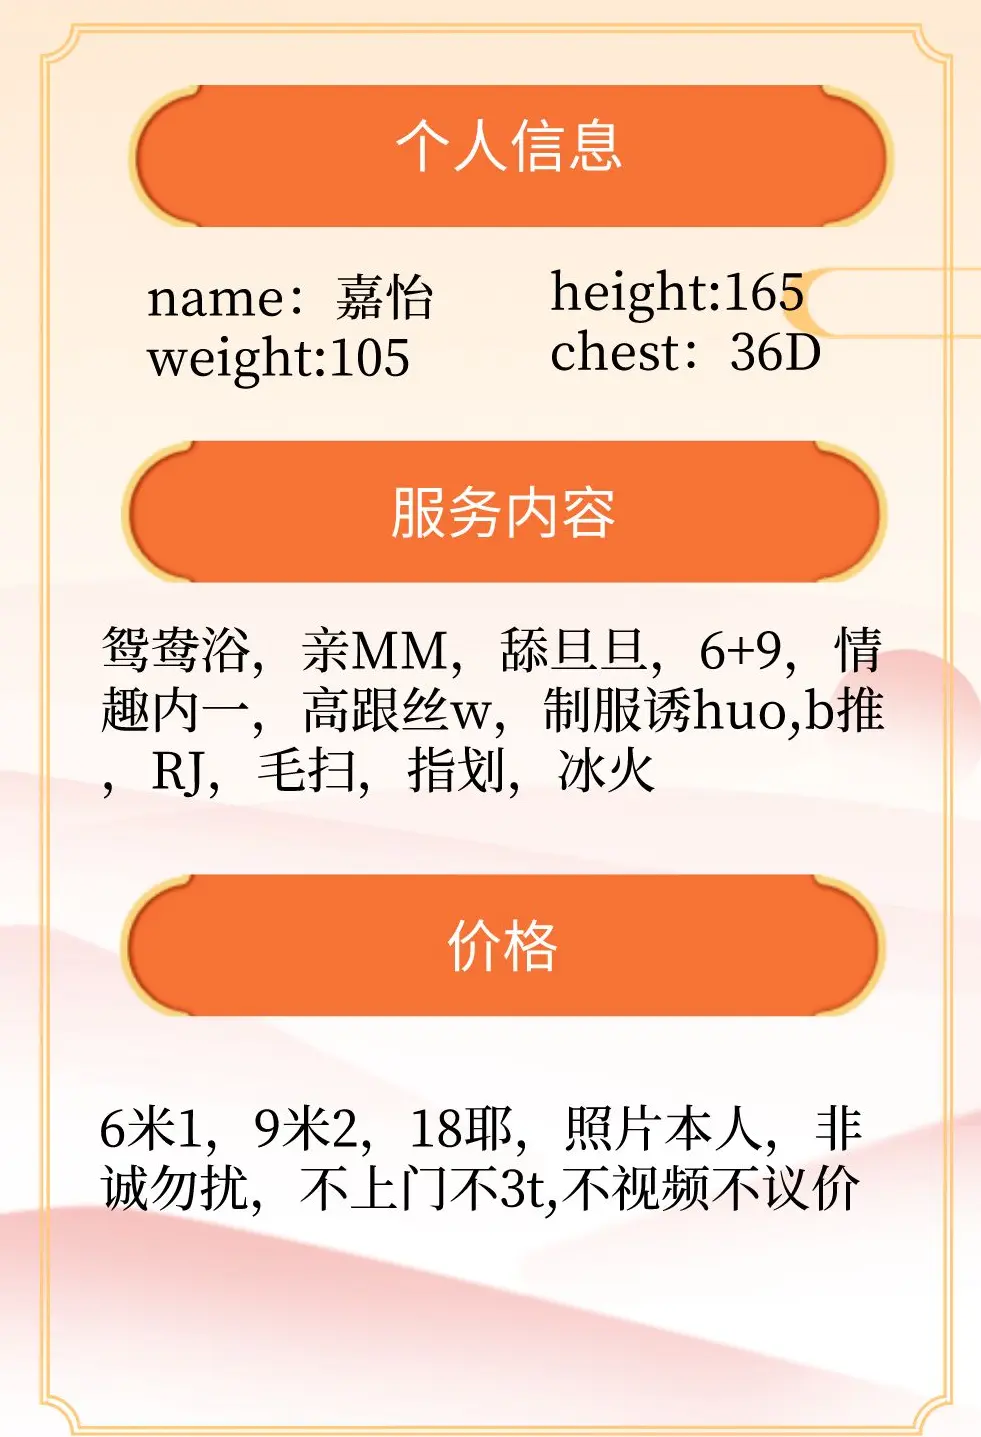 个人信息
name：嘉怡 height:165
weight:105 chest：36D
服务内容
鸳鸯浴，亲MM，舔旦旦，6+9，情
趣内一，高跟丝w，制服诱huo,b推
，RJ，毛扫，指划，冰火
价格
6米1，9米2，18耶，照片本人，非
诚勿扰，不上门不3t,不视频不议价